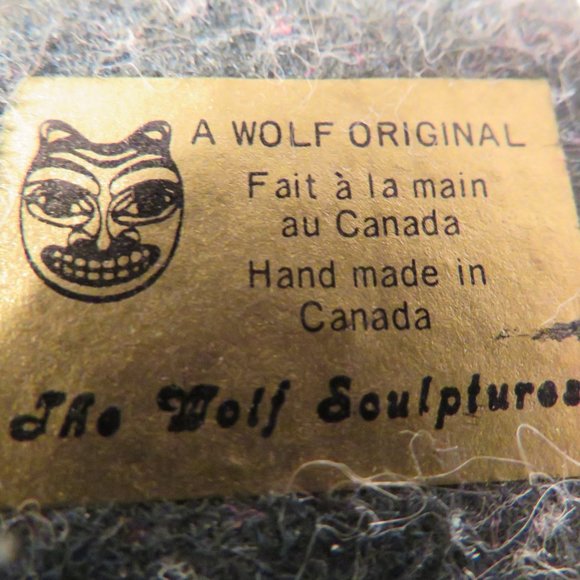 A WOLF ORIGINAL
Fait à la main
au Canada
Hand made in
Canada
The Wolf Sculptures